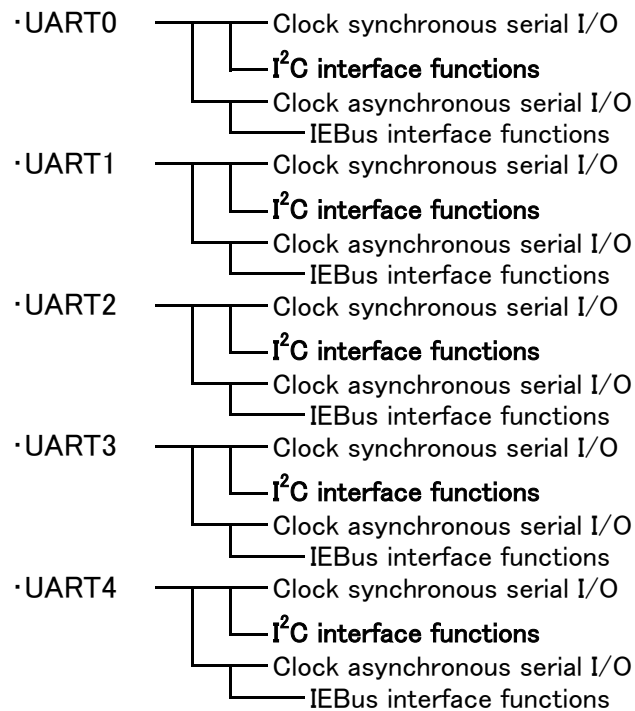 ·UART0 Clock synchronous serial I/O
I²C interface functions
Clock asynchronous serial I/O
IEBus interface functions
·UART1 Clock synchronous serial I/O
I²C interface functions
Clock asynchronous serial I/O
IEBus interface functions
·UART2 Clock synchronous serial I/O
I²C interface functions
Clock asynchronous serial I/O
IEBus interface functions
·UART3 Clock synchronous serial I/O
I²C interface functions
Clock asynchronous serial I/O
IEBus interface functions
·UART4 Clock synchronous serial I/O
I²C interface functions
Clock asynchronous serial I/O
IEBus interface functions